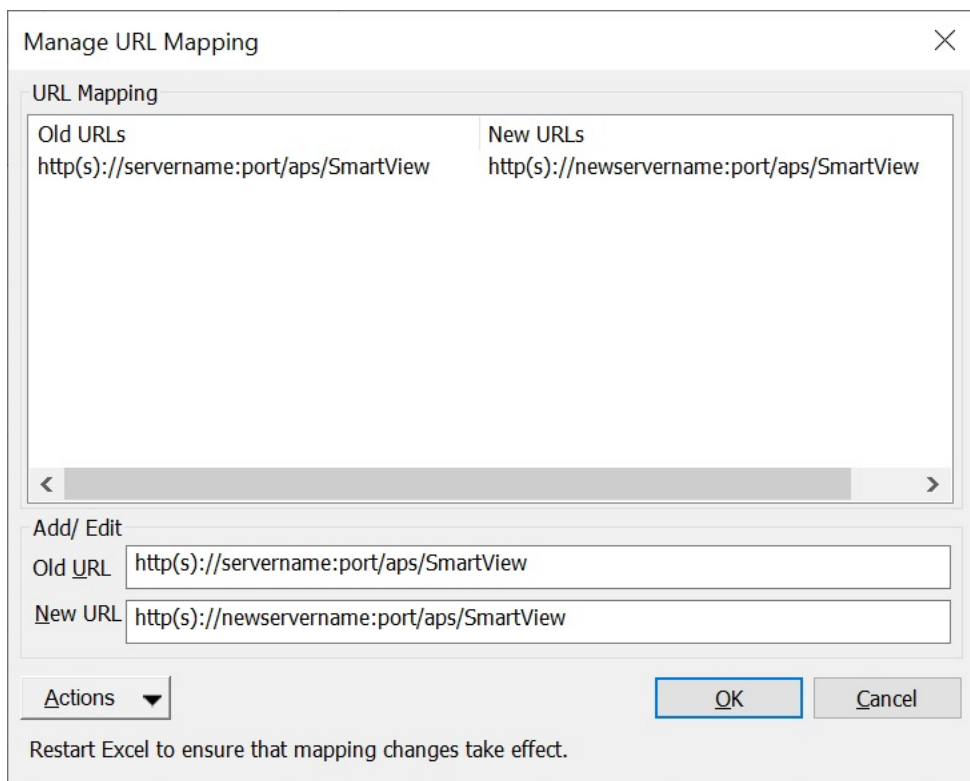 Manage URL Mapping
URL Mapping
Old URLs New URLs
http(s)://servername:port/aps/SmartView http(s)://newservername:port/aps/SmartView
Add/ Edit
Old URL http(s)://servername:port/aps/SmartView
New URL http(s)://newservername:port/aps/SmartView
Actions OK Cancel
Restart Excel to ensure that mapping changes take effect.